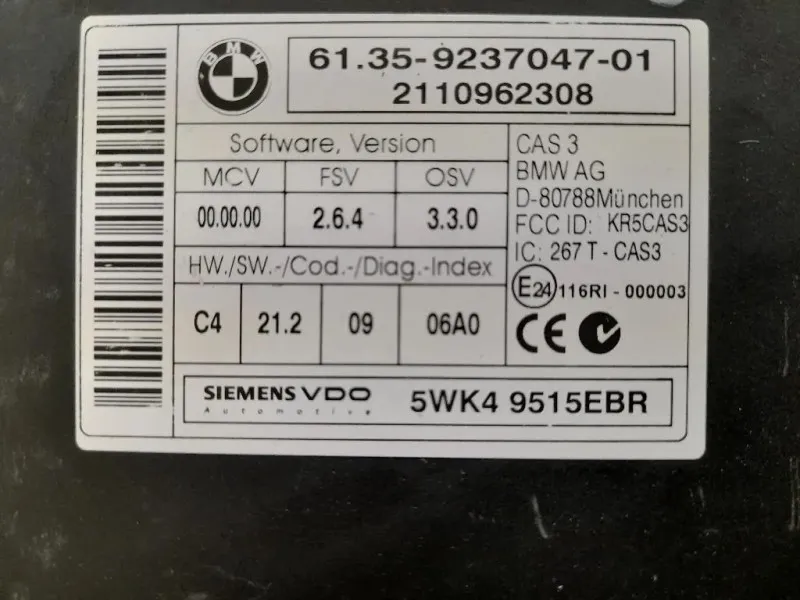 BMW
61.35-9237047-01
2110962308
Software, Version
MCV FSV OSV
00.00.00 2.6.4 3.3.0
HW./SW.-/Cod.-/Diag.-Index
C4 21.2 09 06A0
CAS 3
BMW AG
D-80788München
FCC ID: KR5CAS3
IC: 267 T - CAS3
E24 116RI - 000003
CE
SIEMENS VDO
Automotive
5WK4 9515EBR